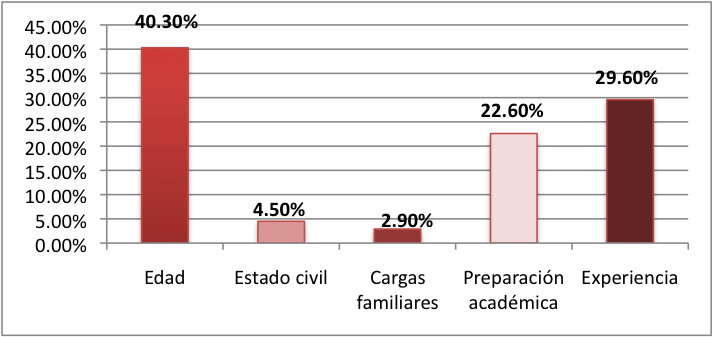 45.00%
40.00%
35.00%
30.00%
25.00%
20.00%
15.00%
10.00%
5.00%
0.00%
40.30%
4.50%
2.90%
22.60%
29.60%
Edad
Estado civil
Cargas
familiares
Preparación
académica
Experiencia